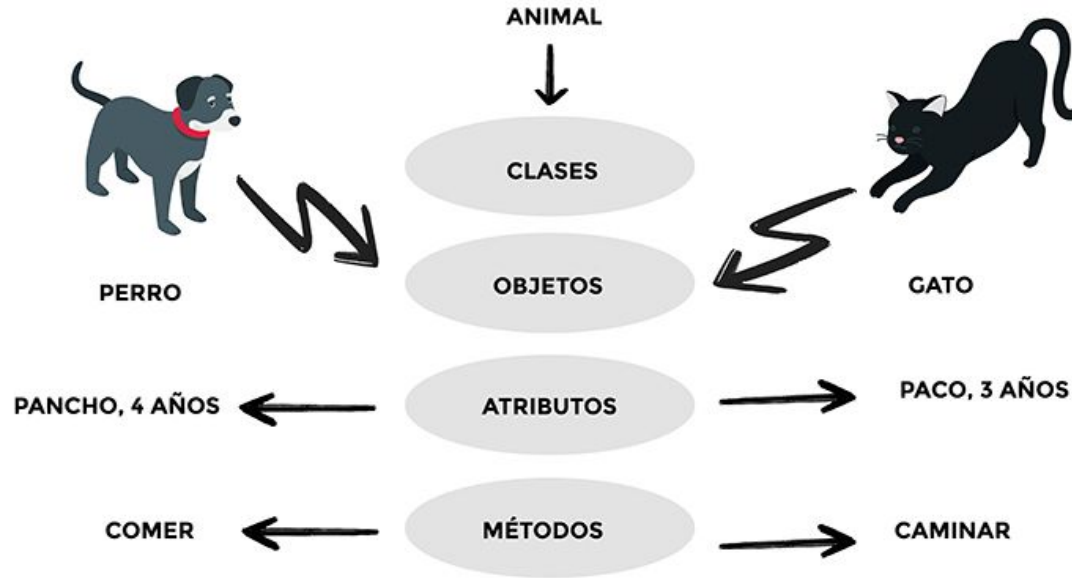 ANIMAL
CLASES
OBJETOS
PERRO
GATO
PANCHO, 4 AÑOS
ATRIBUTOS
PACO, 3 AÑOS
COMER
MÉTODOS
CAMINAR